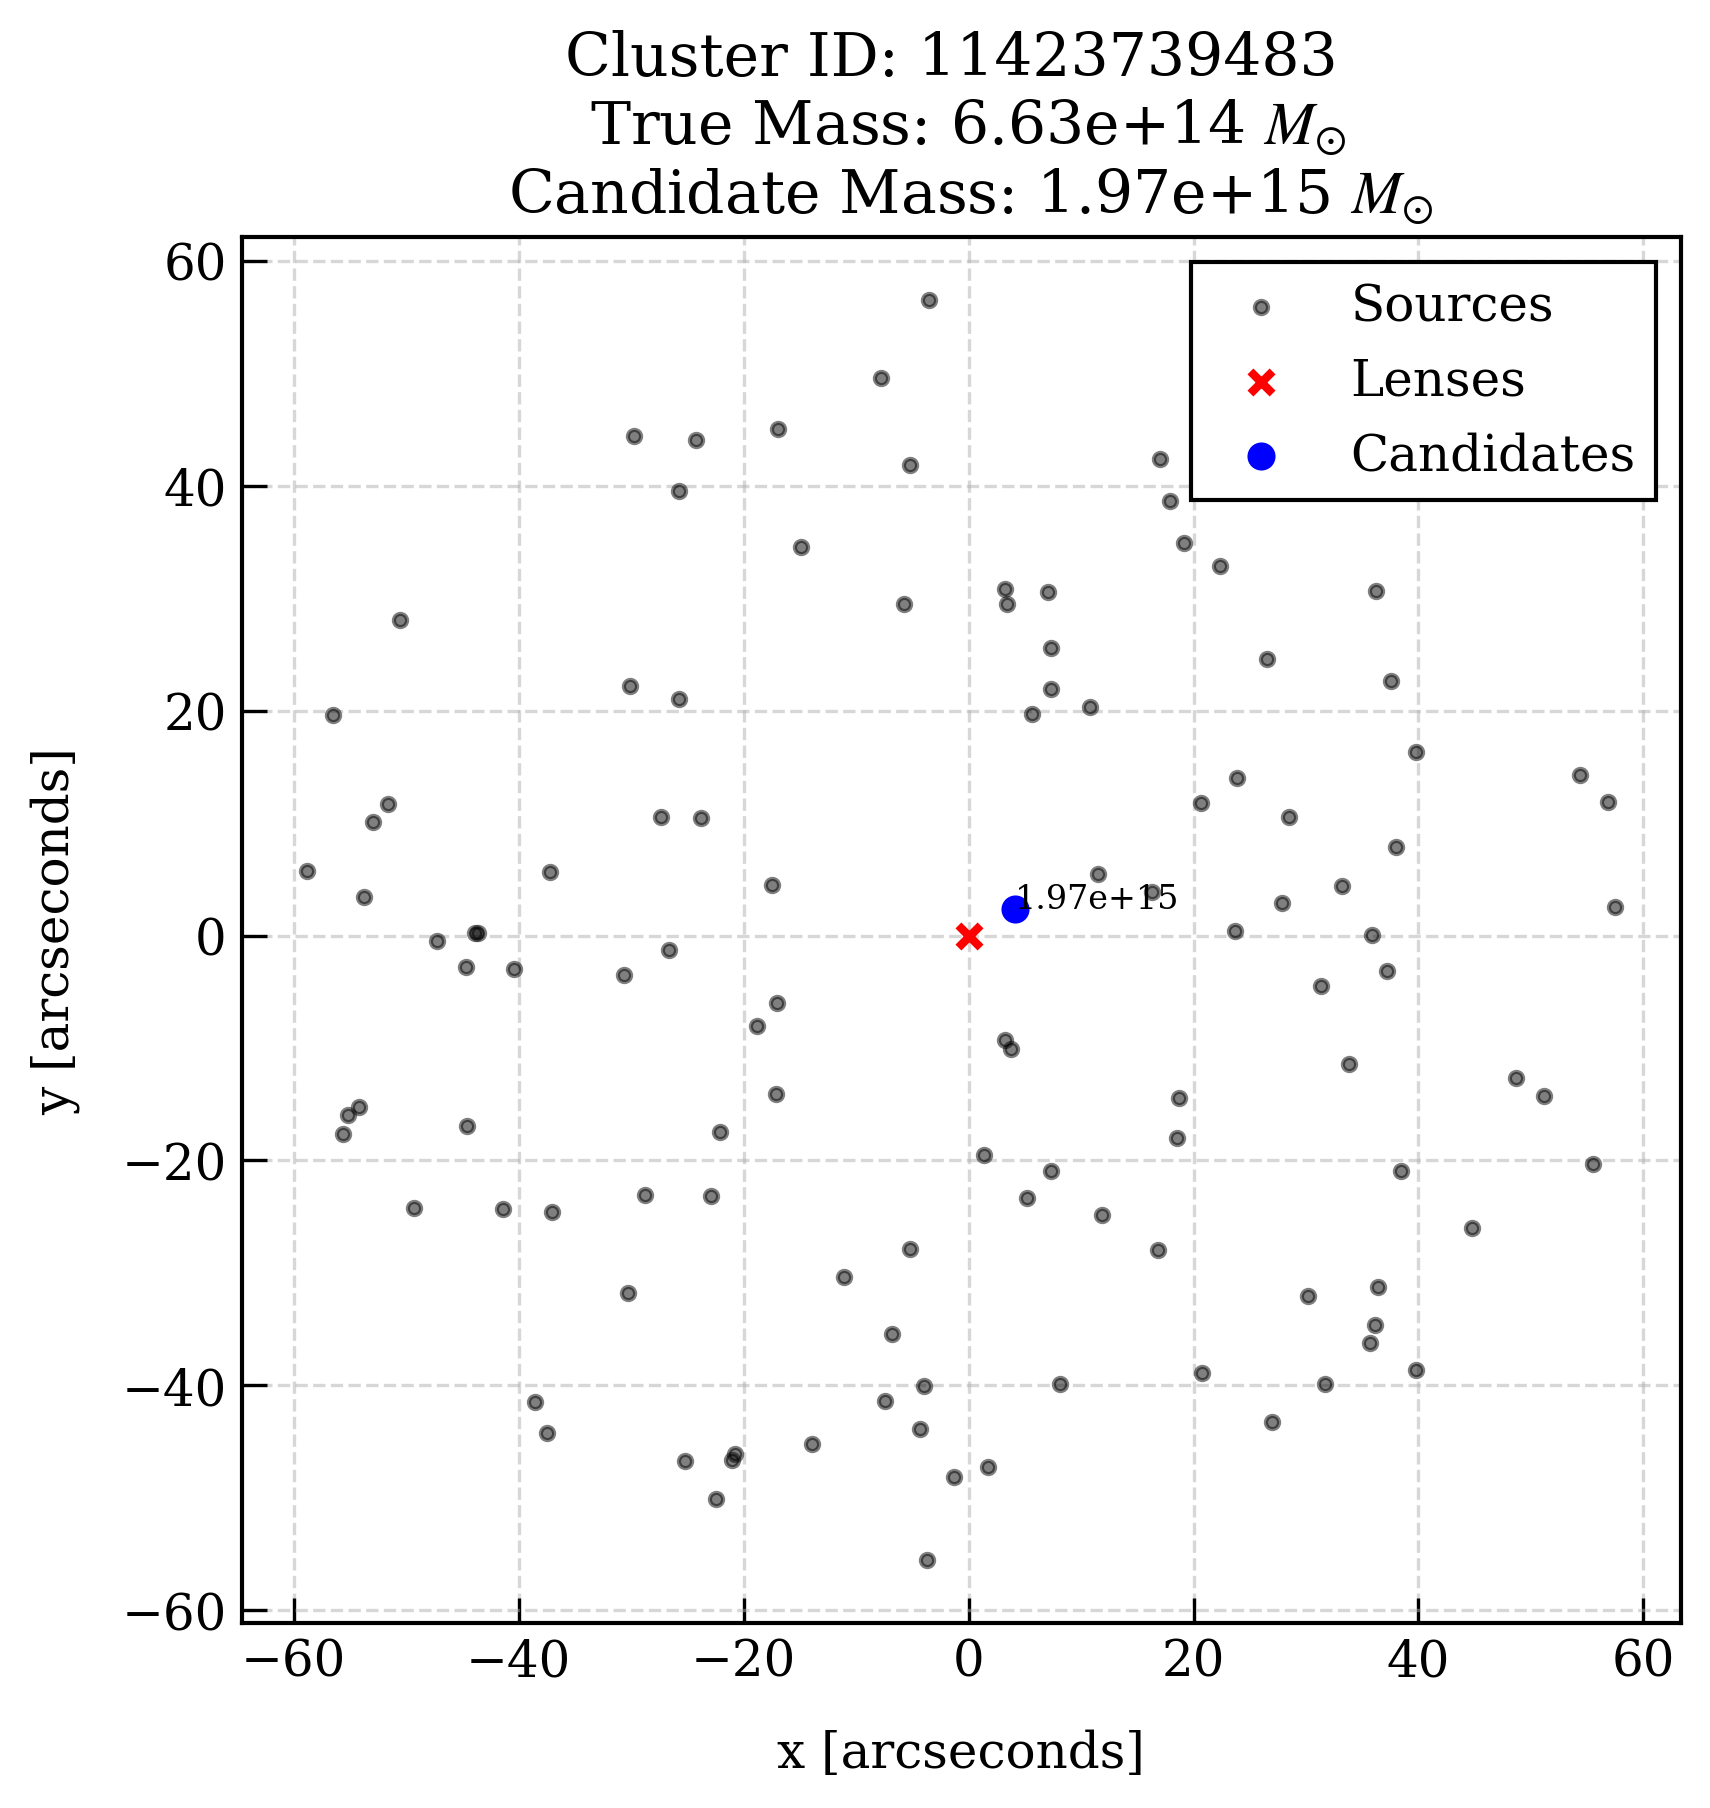 Cluster ID: 11423739483
True Mass: 6.63e+14 M☉
Candidate Mass: 1.97e+15 M☉
60
40
20
0
−20
−40
−60
y [arcseconds]
Sources
Lenses
Candidates
1.97e+15
−60 −40 −20 0 20 40 60
x [arcseconds]